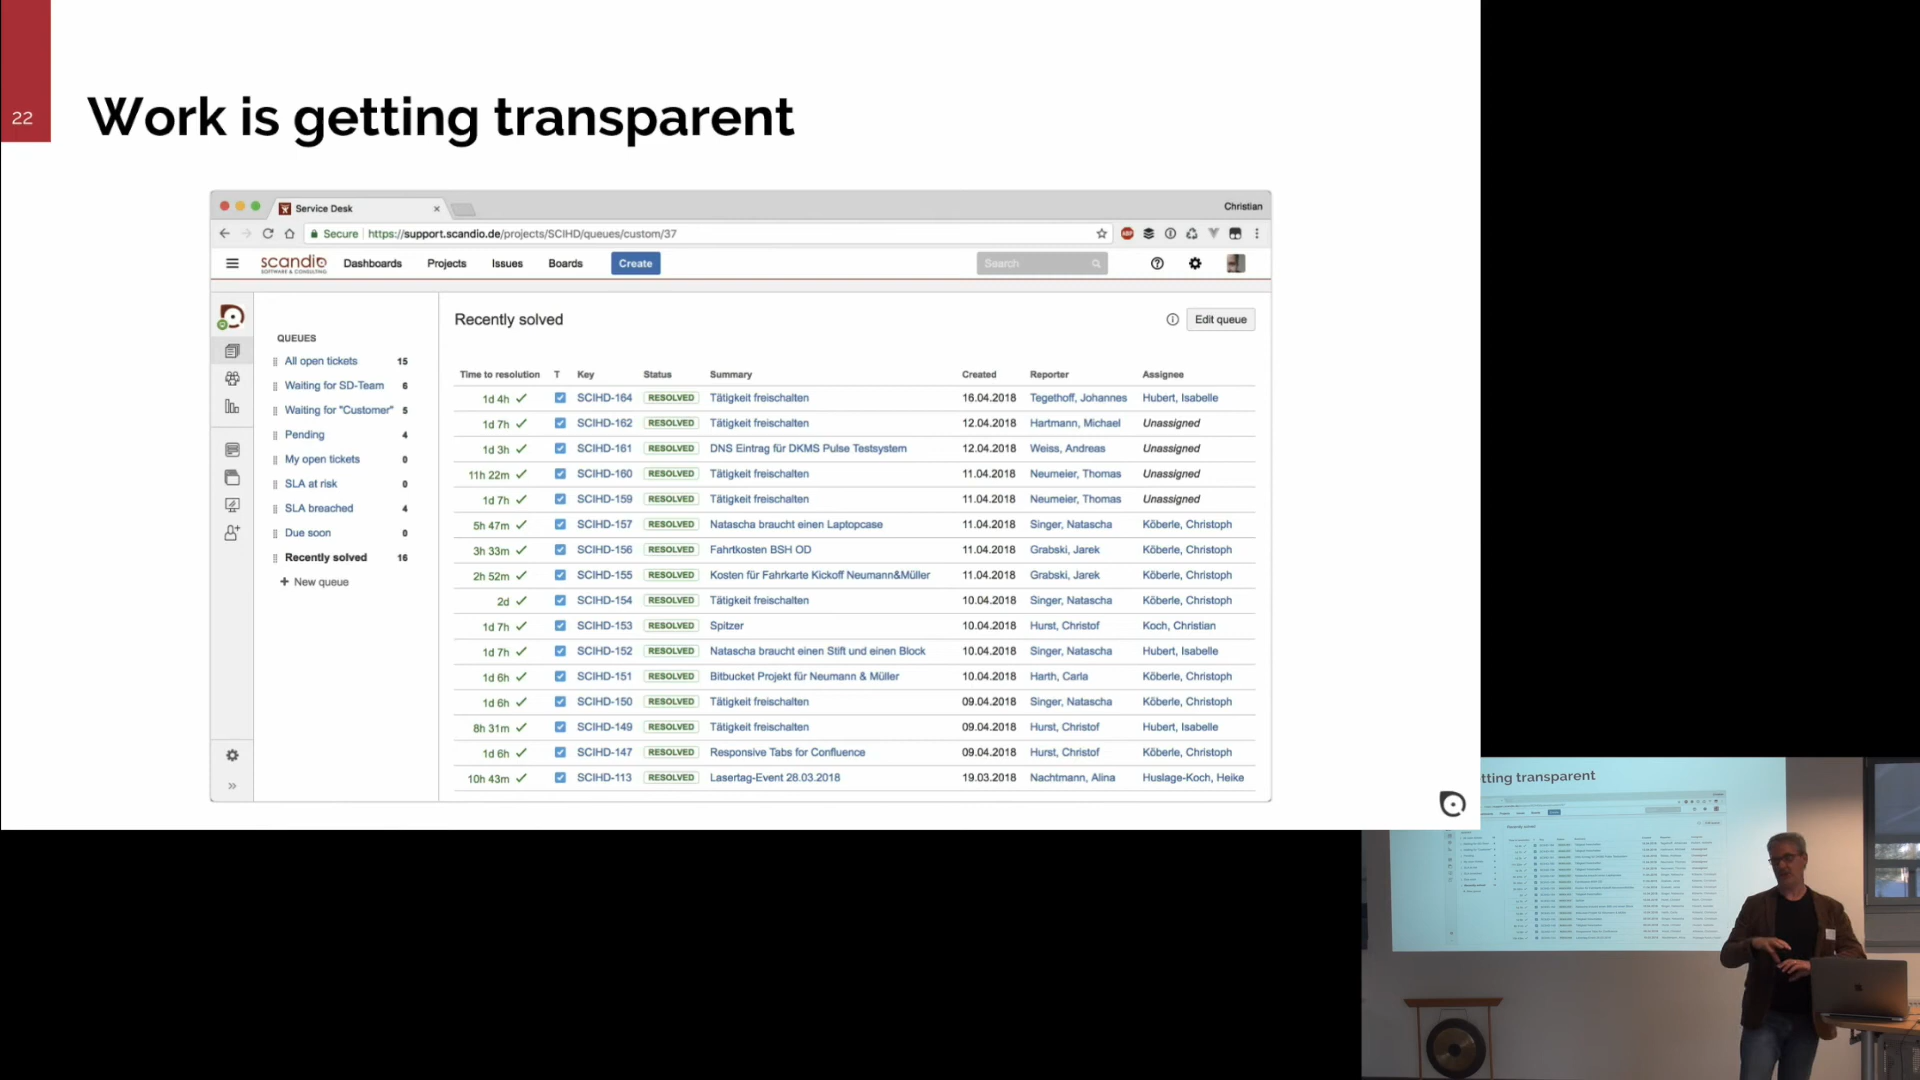 22
Work is getting transparent
Service Desk
Christian
Secure https://support.scandio.de/projects/SCIHD/queues/custom/37
scandio
SOFTWARE & CONSULTING
Dashboards Projects Issues Boards Create Search
QUEUES
All open tickets 15
Waiting for SD-Team 6
Waiting for "Customer" 5
Pending 4
My open tickets 0
SLA at risk 0
SLA breached 4
Due soon 0
Recently solved 16
+ New queue
Recently solved
Edit queue
Time to resolution T Key Status Summary Created Reporter Assignee
1d 4h SCIHD-164 RESOLVED Tätigkeit freischalten 16.04.2018 Tegethoff, Johannes Hubert, Isabelle
1d 7h SCIHD-162 RESOLVED Tätigkeit freischalten 12.04.2018 Hartmann, Michael Unassigned
1d 3h SCIHD-161 RESOLVED DNS Eintrag für DKMS Pulse Testsystem 12.04.2018 Weiss, Andreas Unassigned
11h 22m SCIHD-160 RESOLVED Tätigkeit freischalten 11.04.2018 Neumeier, Thomas Unassigned
1d 7h SCIHD-159 RESOLVED Tätigkeit freischalten 11.04.2018 Neumeier, Thomas Unassigned
5h 47m SCIHD-157 RESOLVED Natascha braucht einen Laptopcase 11.04.2018 Singer, Natascha Köberle, Christoph
3h 33m SCIHD-156 RESOLVED Fahrtkosten BSH OD 11.04.2018 Grabski, Jarek Köberle, Christoph
2h 52m SCIHD-155 RESOLVED Kosten für Fahrkarte Kickoff Neumann&Müller 11.04.2018 Grabski, Jarek Köberle, Christoph
2d SCIHD-154 RESOLVED Tätigkeit freischalten 10.04.2018 Singer, Natascha Köberle, Christoph
1d 7h SCIHD-153 RESOLVED Spitzer 10.04.2018 Hurst, Christof Koch, Christian
1d 7h SCIHD-152 RESOLVED Natascha braucht einen Stift und einen Block 10.04.2018 Singer, Natascha Hubert, Isabelle
1d 6h SCIHD-151 RESOLVED Bitbucket Projekt für Neumann & Müller 10.04.2018 Harth, Carla Köberle, Christoph
1d 6h SCIHD-150 RESOLVED Tätigkeit freischalten 09.04.2018 Singer, Natascha Köberle, Christoph
8h 31m SCIHD-149 RESOLVED Tätigkeit freischalten 09.04.2018 Hurst, Christof Hubert, Isabelle
1d 6h SCIHD-147 RESOLVED Responsive Tabs for Confluence 09.04.2018 Hurst, Christof Köberle, Christoph
10h 43m SCIHD-113 RESOLVED Lasertag-Event 28.03.2018 19.03.2018 Nachtmann, Alina Huslage-Koch, Heike
tting transparent